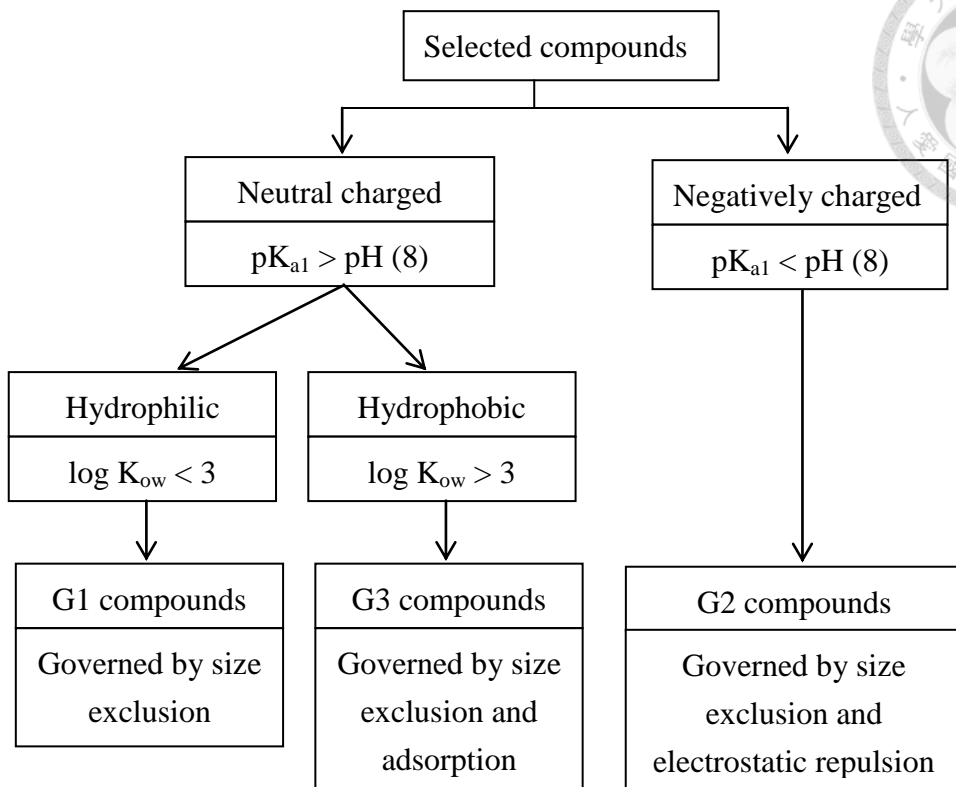 Selected compounds
Neutral charged
pKa1 > pH (8)
Negatively charged
pKa1 < pH (8)
Hydrophilic
log Kow < 3
Hydrophobic
log Kow > 3
G1 compounds
Governed by size
exclusion
G3 compounds
Governed by size
exclusion and
adsorption
G2 compounds
Governed by size
exclusion and
electrostatic repulsion